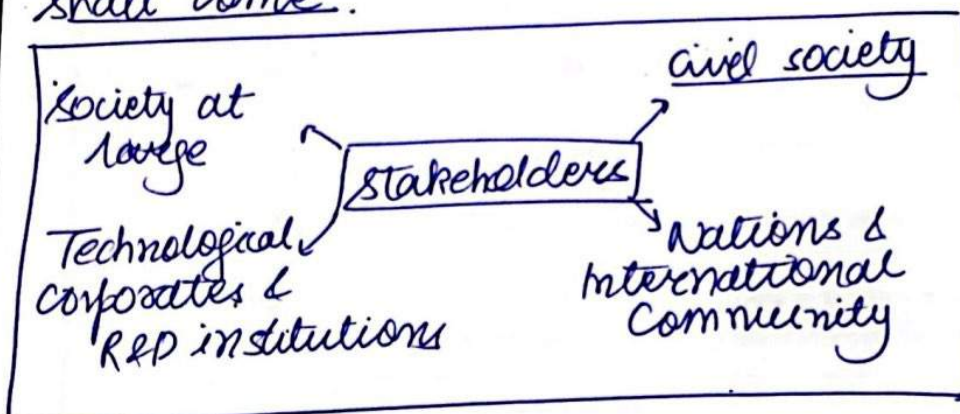 shall come.
Society at
large
civil society
stakeholders
Technological
corporates &
R&D institutions
Nations &
International
Community